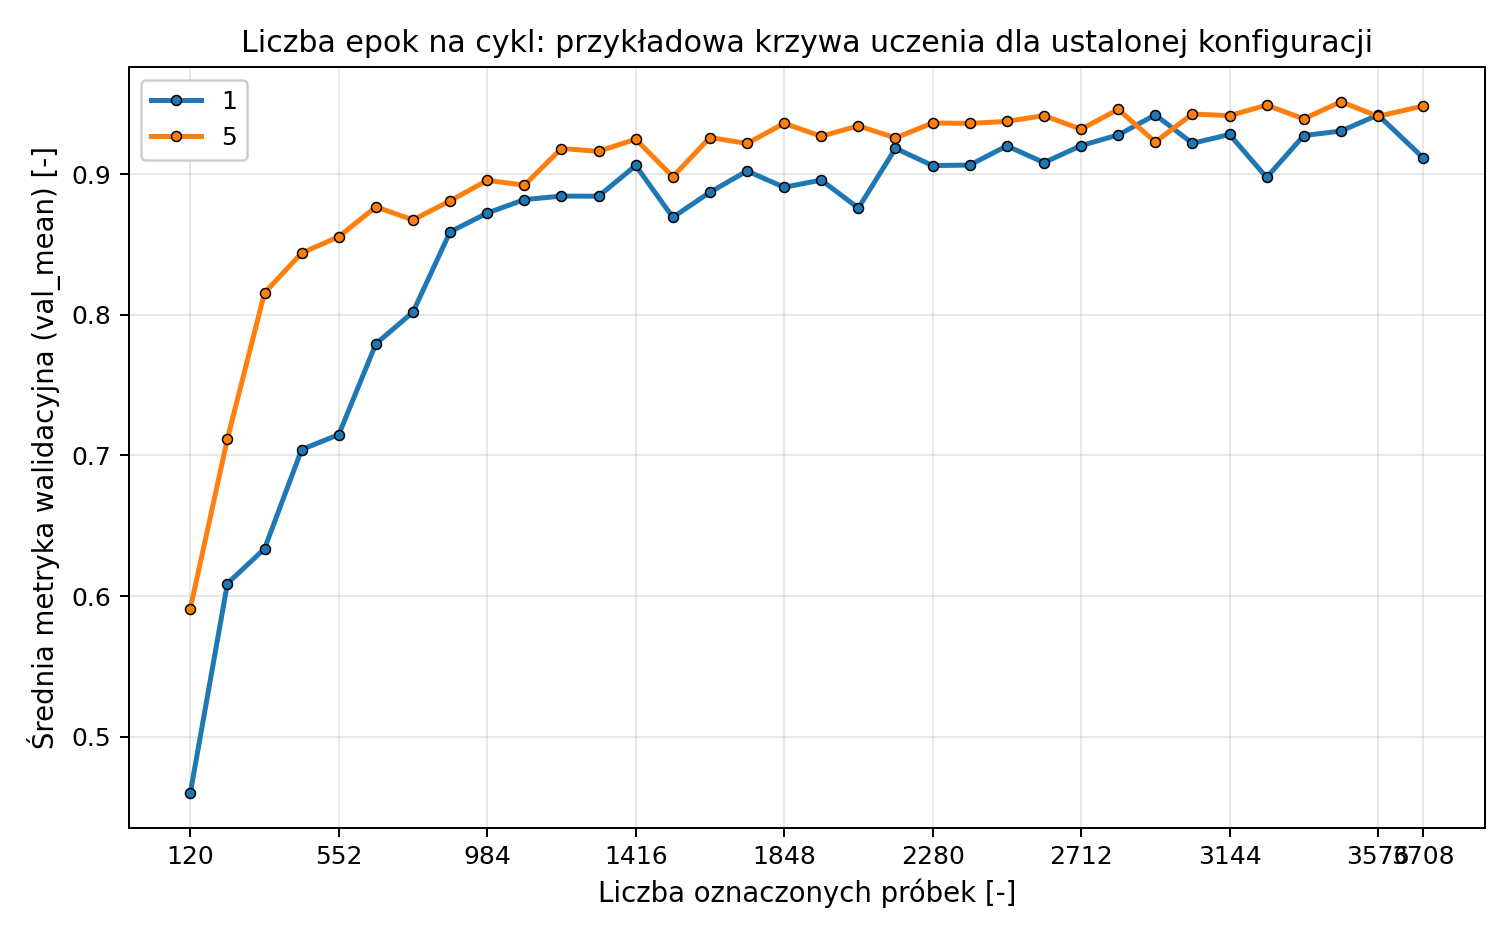 Liczba epok na cykl: przykładowa krzywa uczenia dla ustalonej konfiguracji
1
5
Średnia metryka walidacyjna (val_mean) [-]
0.9
0.8
0.7
0.6
0.5
120 552 984 1416 1848 2280 2712 3144 3576 3708
Liczba oznaczonych próbek [-]